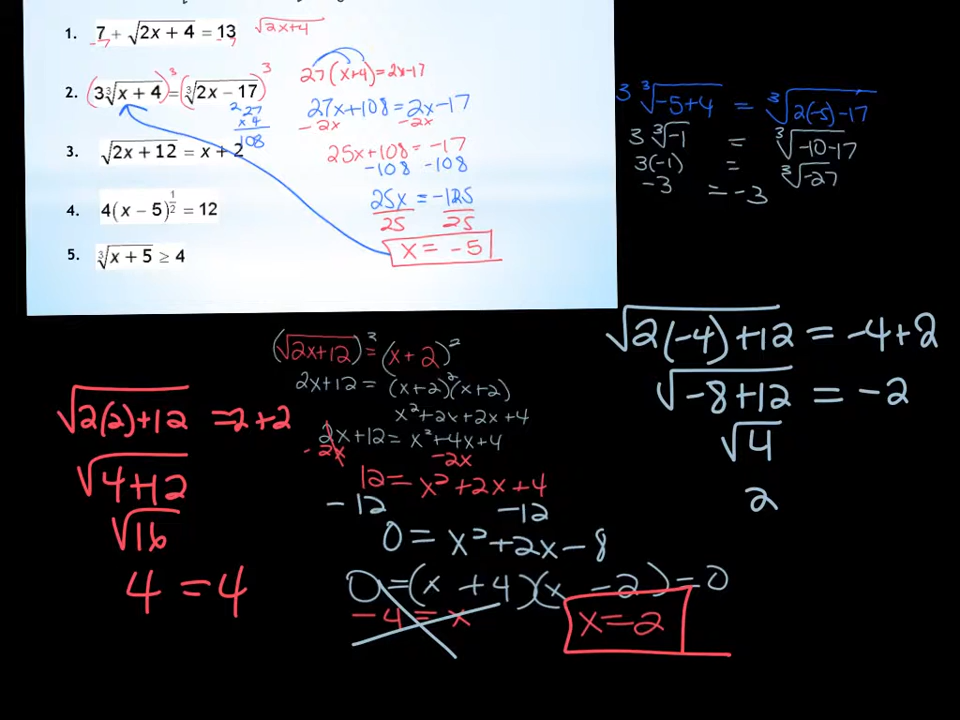 1. 7 + √2x + 4 = 13 √2x+4
-7 -7
2. (3∛x + 4)³ = (∛2x − 17)³
27
x 4
108
3. √2x + 12 = x + 2
4. 4(x − 5)^1/2 = 12
5. ∛x + 5 ≥ 4
27(x+4)=2x-17
27x+108=2x-17
-2x -2x
25x+108=-17
-108 -108
25x=-125
25 25
x=-5
3∛-5+4 = ∛2(-5)-17
3∛-1 = ∛-10-17
3(-1) = ∛-27
-3 = -3
(√2x+12)²=(x+2)²
2x+12= (x+2)(x+2)
x²+2x+2x+4
2x+12= x²+4x+4
-2x -2x
12= x²+2x+4
-12 -12
0= x²+2x-8
0=(x+4)(x-2)=0
-4=x x=2
√2(2)+12 =2+2
√4+12
√16
4=4
√2(-4)+12 = -4+2
√-8+12 = -2
√4
2